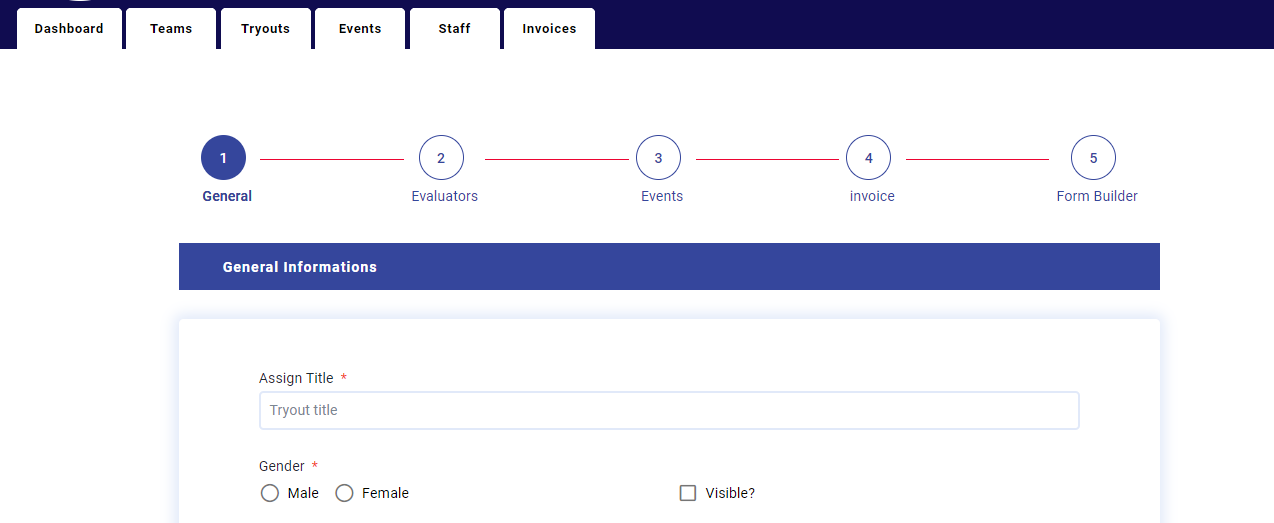 Dashboard Teams Tryouts Events Staff Invoices
1 2 3 4 5
General Evaluators Events invoice Form Builder
General Informations
Assign Title *
Tryout title
Gender *
Male Female Visible?